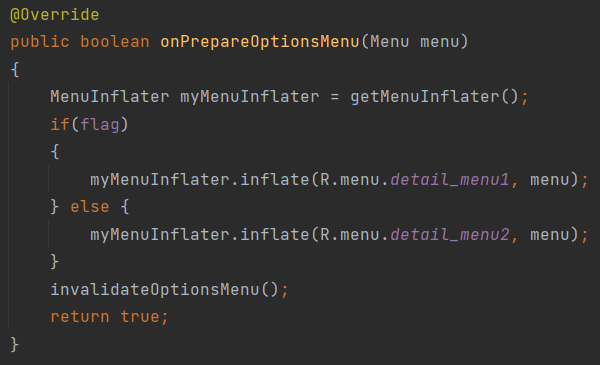 @Override
public boolean onPrepareOptionsMenu(Menu menu)
{
    MenuInflater myMenuInflater = getMenuInflater();
    if(flag)
    {
        myMenuInflater.inflate(R.menu.detail_menu1, menu);
    } else {
        myMenuInflater.inflate(R.menu.detail_menu2, menu);
    }
    invalidateOptionsMenu();
    return true;
}